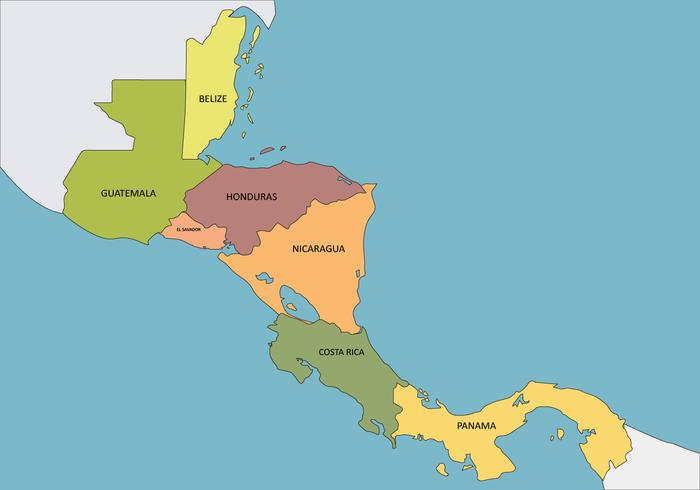 BELIZE
GUATEMALA
HONDURAS
EL SAVADOR
NICARAGUA
COSTA RICA
PANAMA